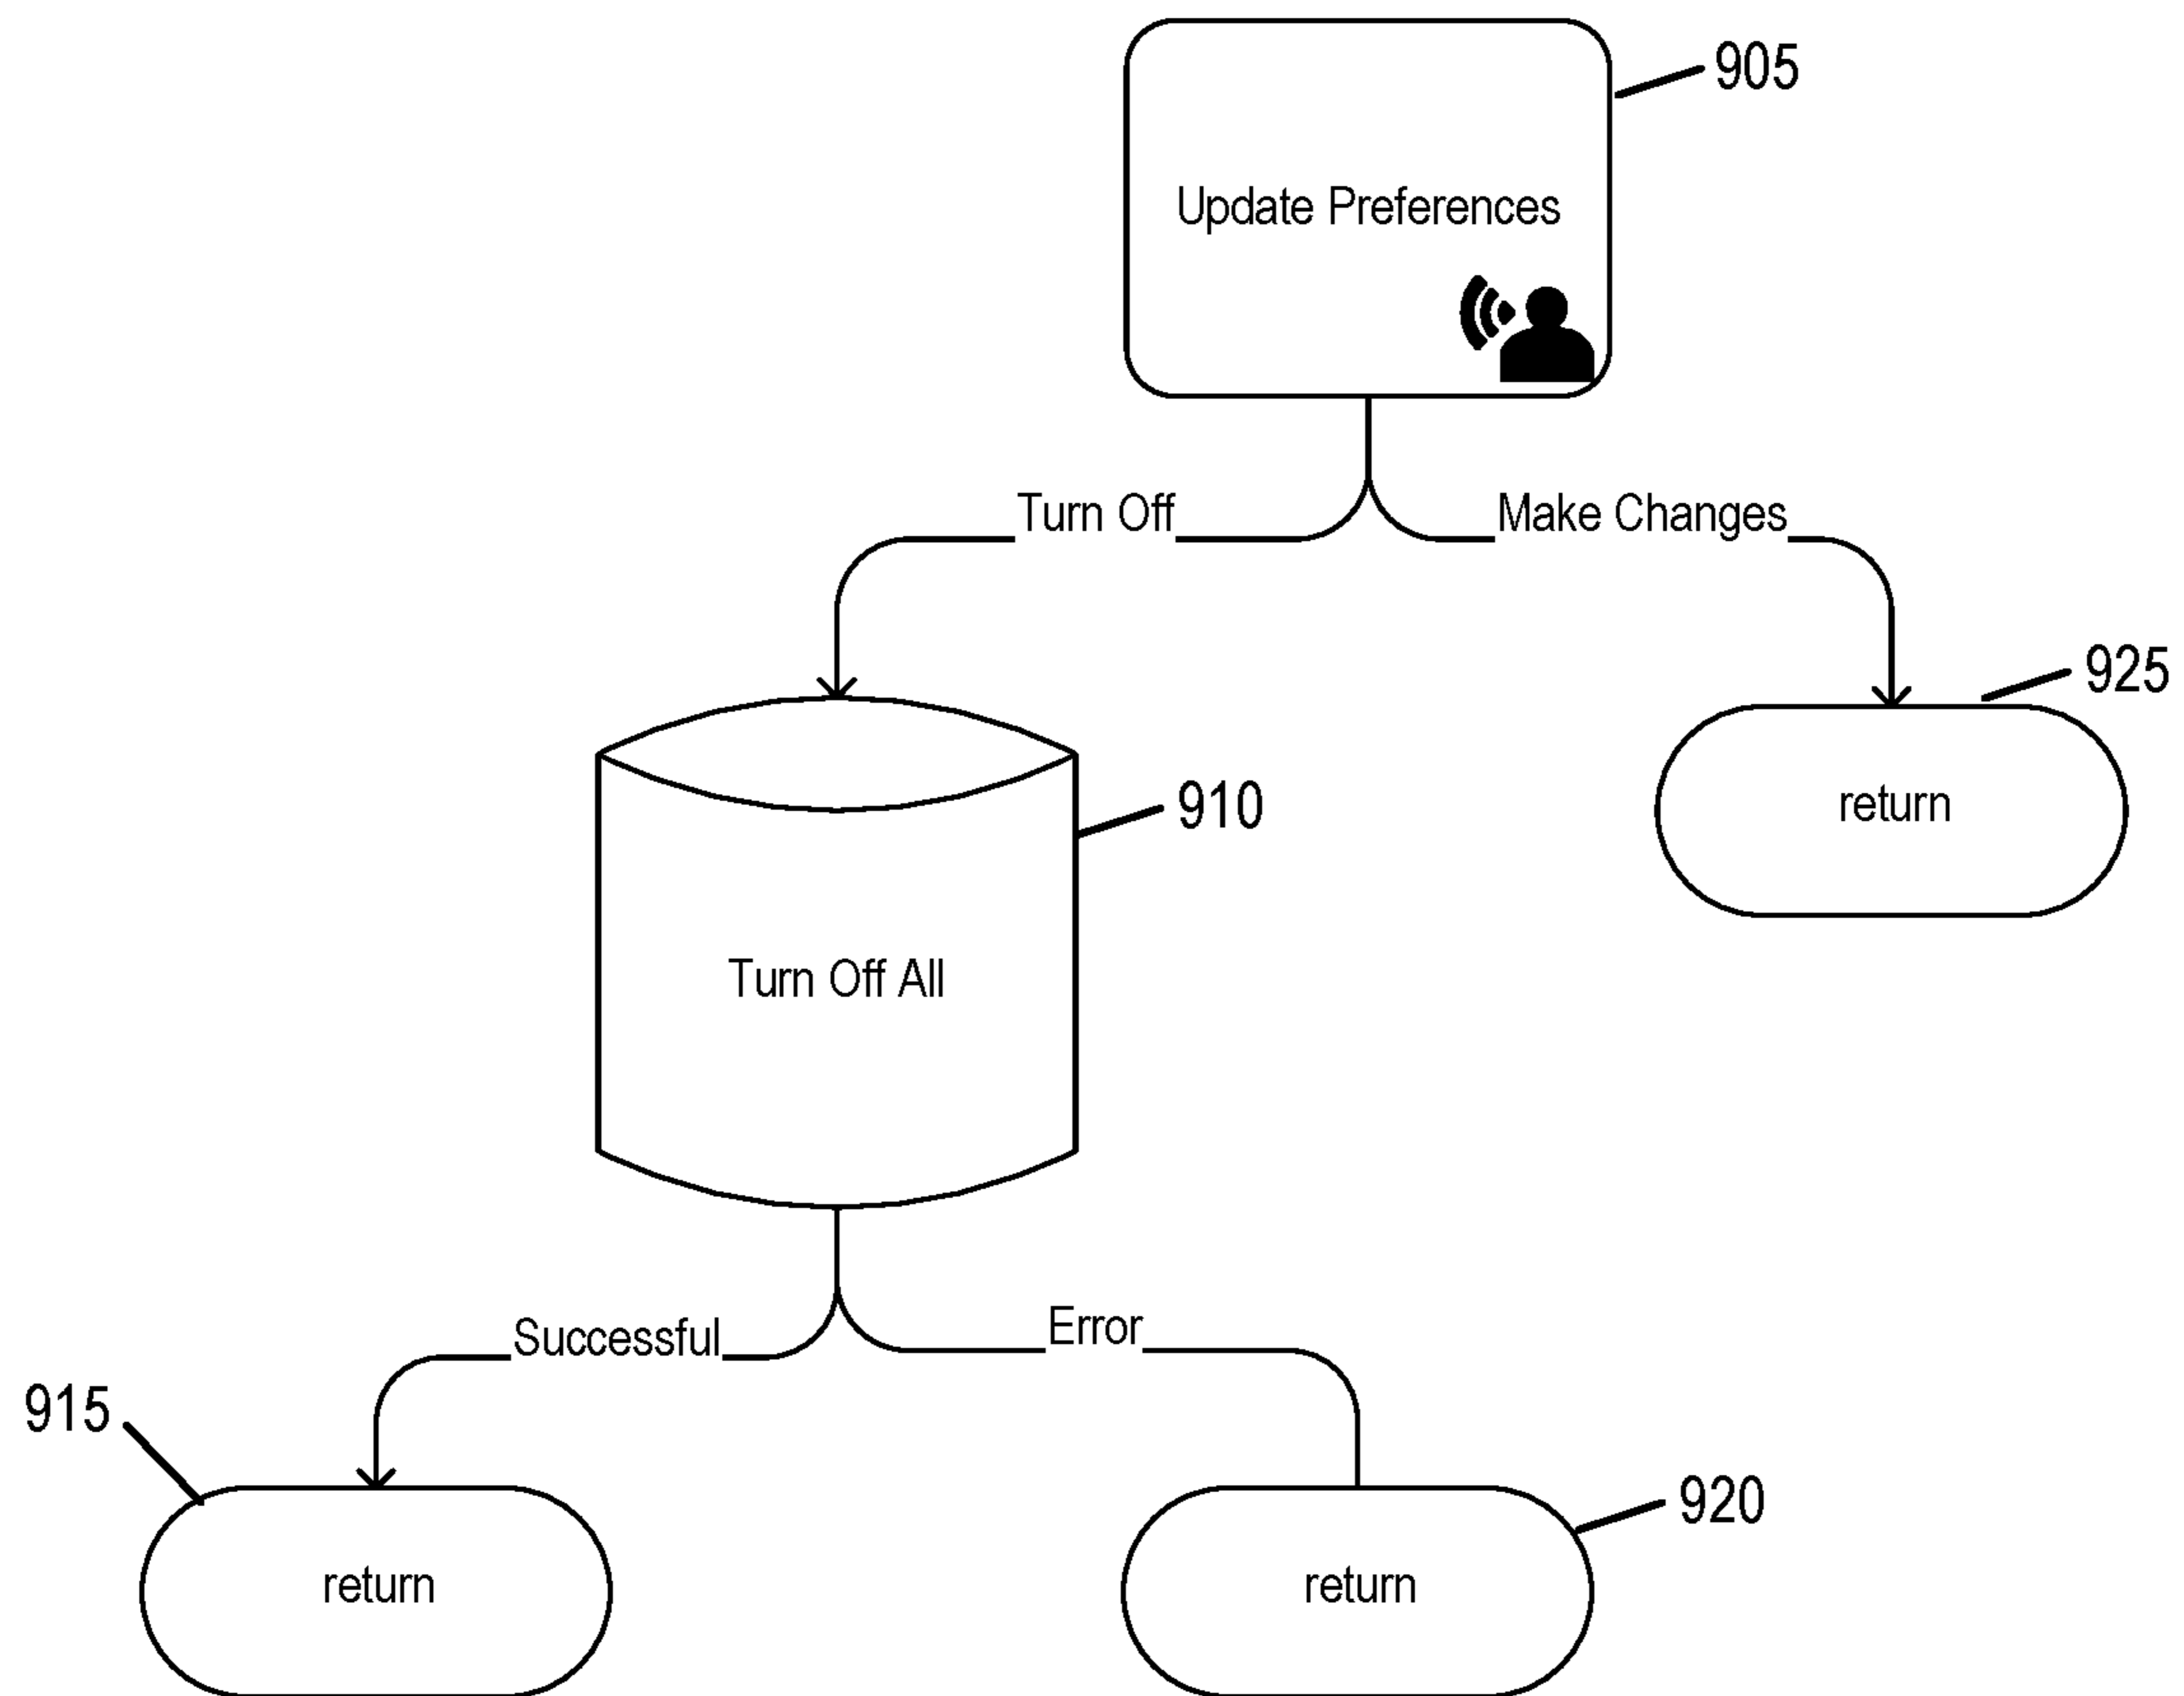 905
Update Preferences
Turn Off
Make Changes
925
return
910
Turn Off All
Successful
Error
915
return
920
return